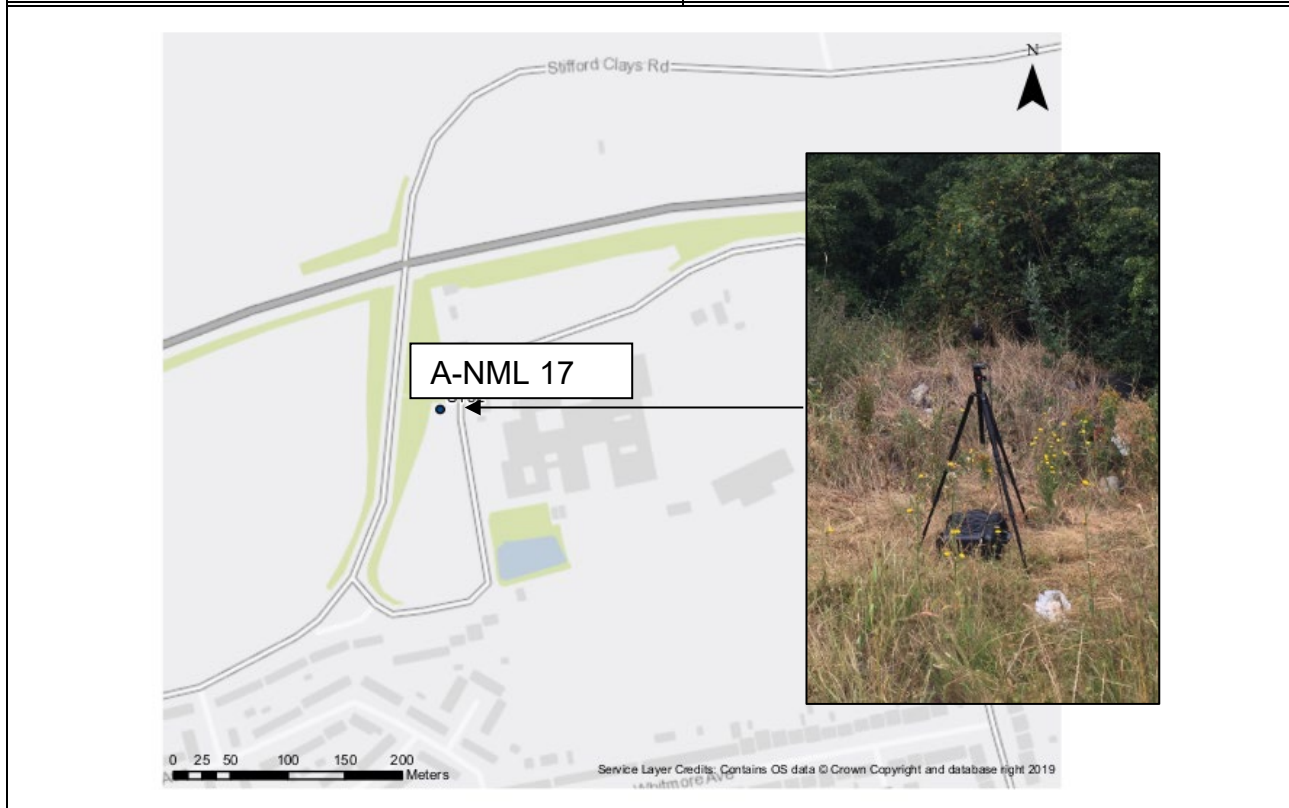 Stifford Clays Rd
N
A-NML 17
0 25 50 100 150 200
Meters
Service Layer Credits: Contains OS data © Crown Copyright and database right 2019
Whitmore Ave